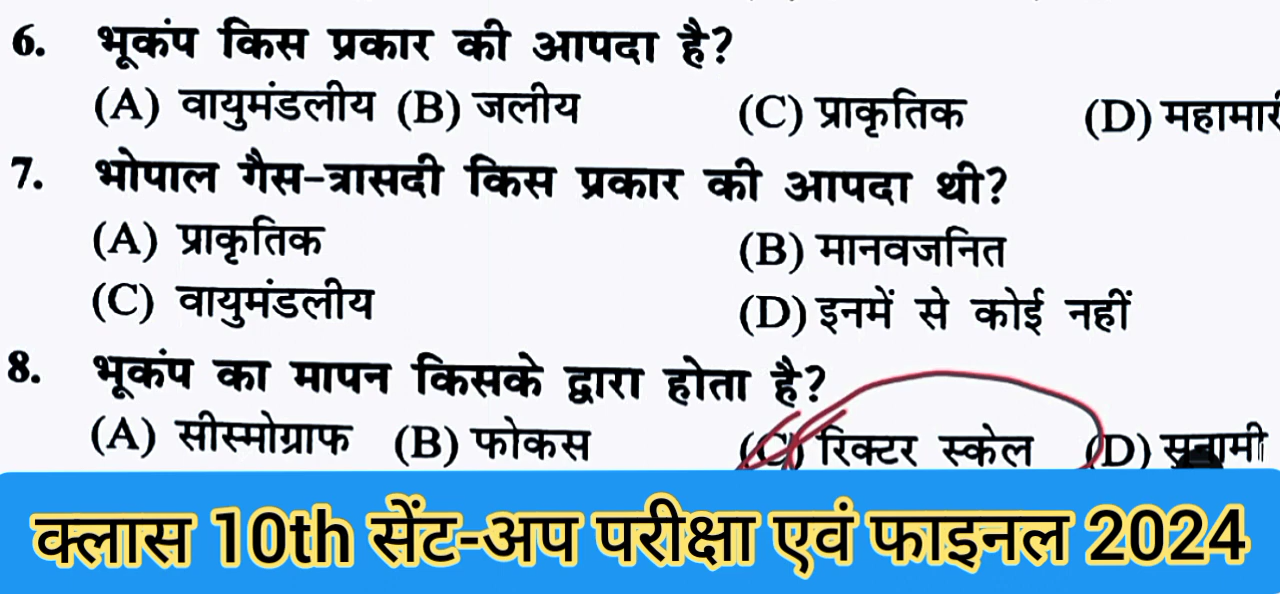 6. भूकंप किस प्रकार की आपदा है?
(A) वायुमंडलीय (B) जलीय (C) प्राकृतिक (D)
7. भोपाल गैस-त्रासदी किस प्रकार की आपदा थी?
(A) प्राकृतिक (B) मानवजनित
(C) वायुमंडलीय (D) इनमें से कोई नहीं
8. भूकंप का मापन किसके द्वारा होता है?
(A) सीस्मोग्राफ (B) फोकस (C) रिक्टर स्केल (D) सुनामी
क्लास 10th सेंट-अप परीक्षा एवं फाइनल 2024